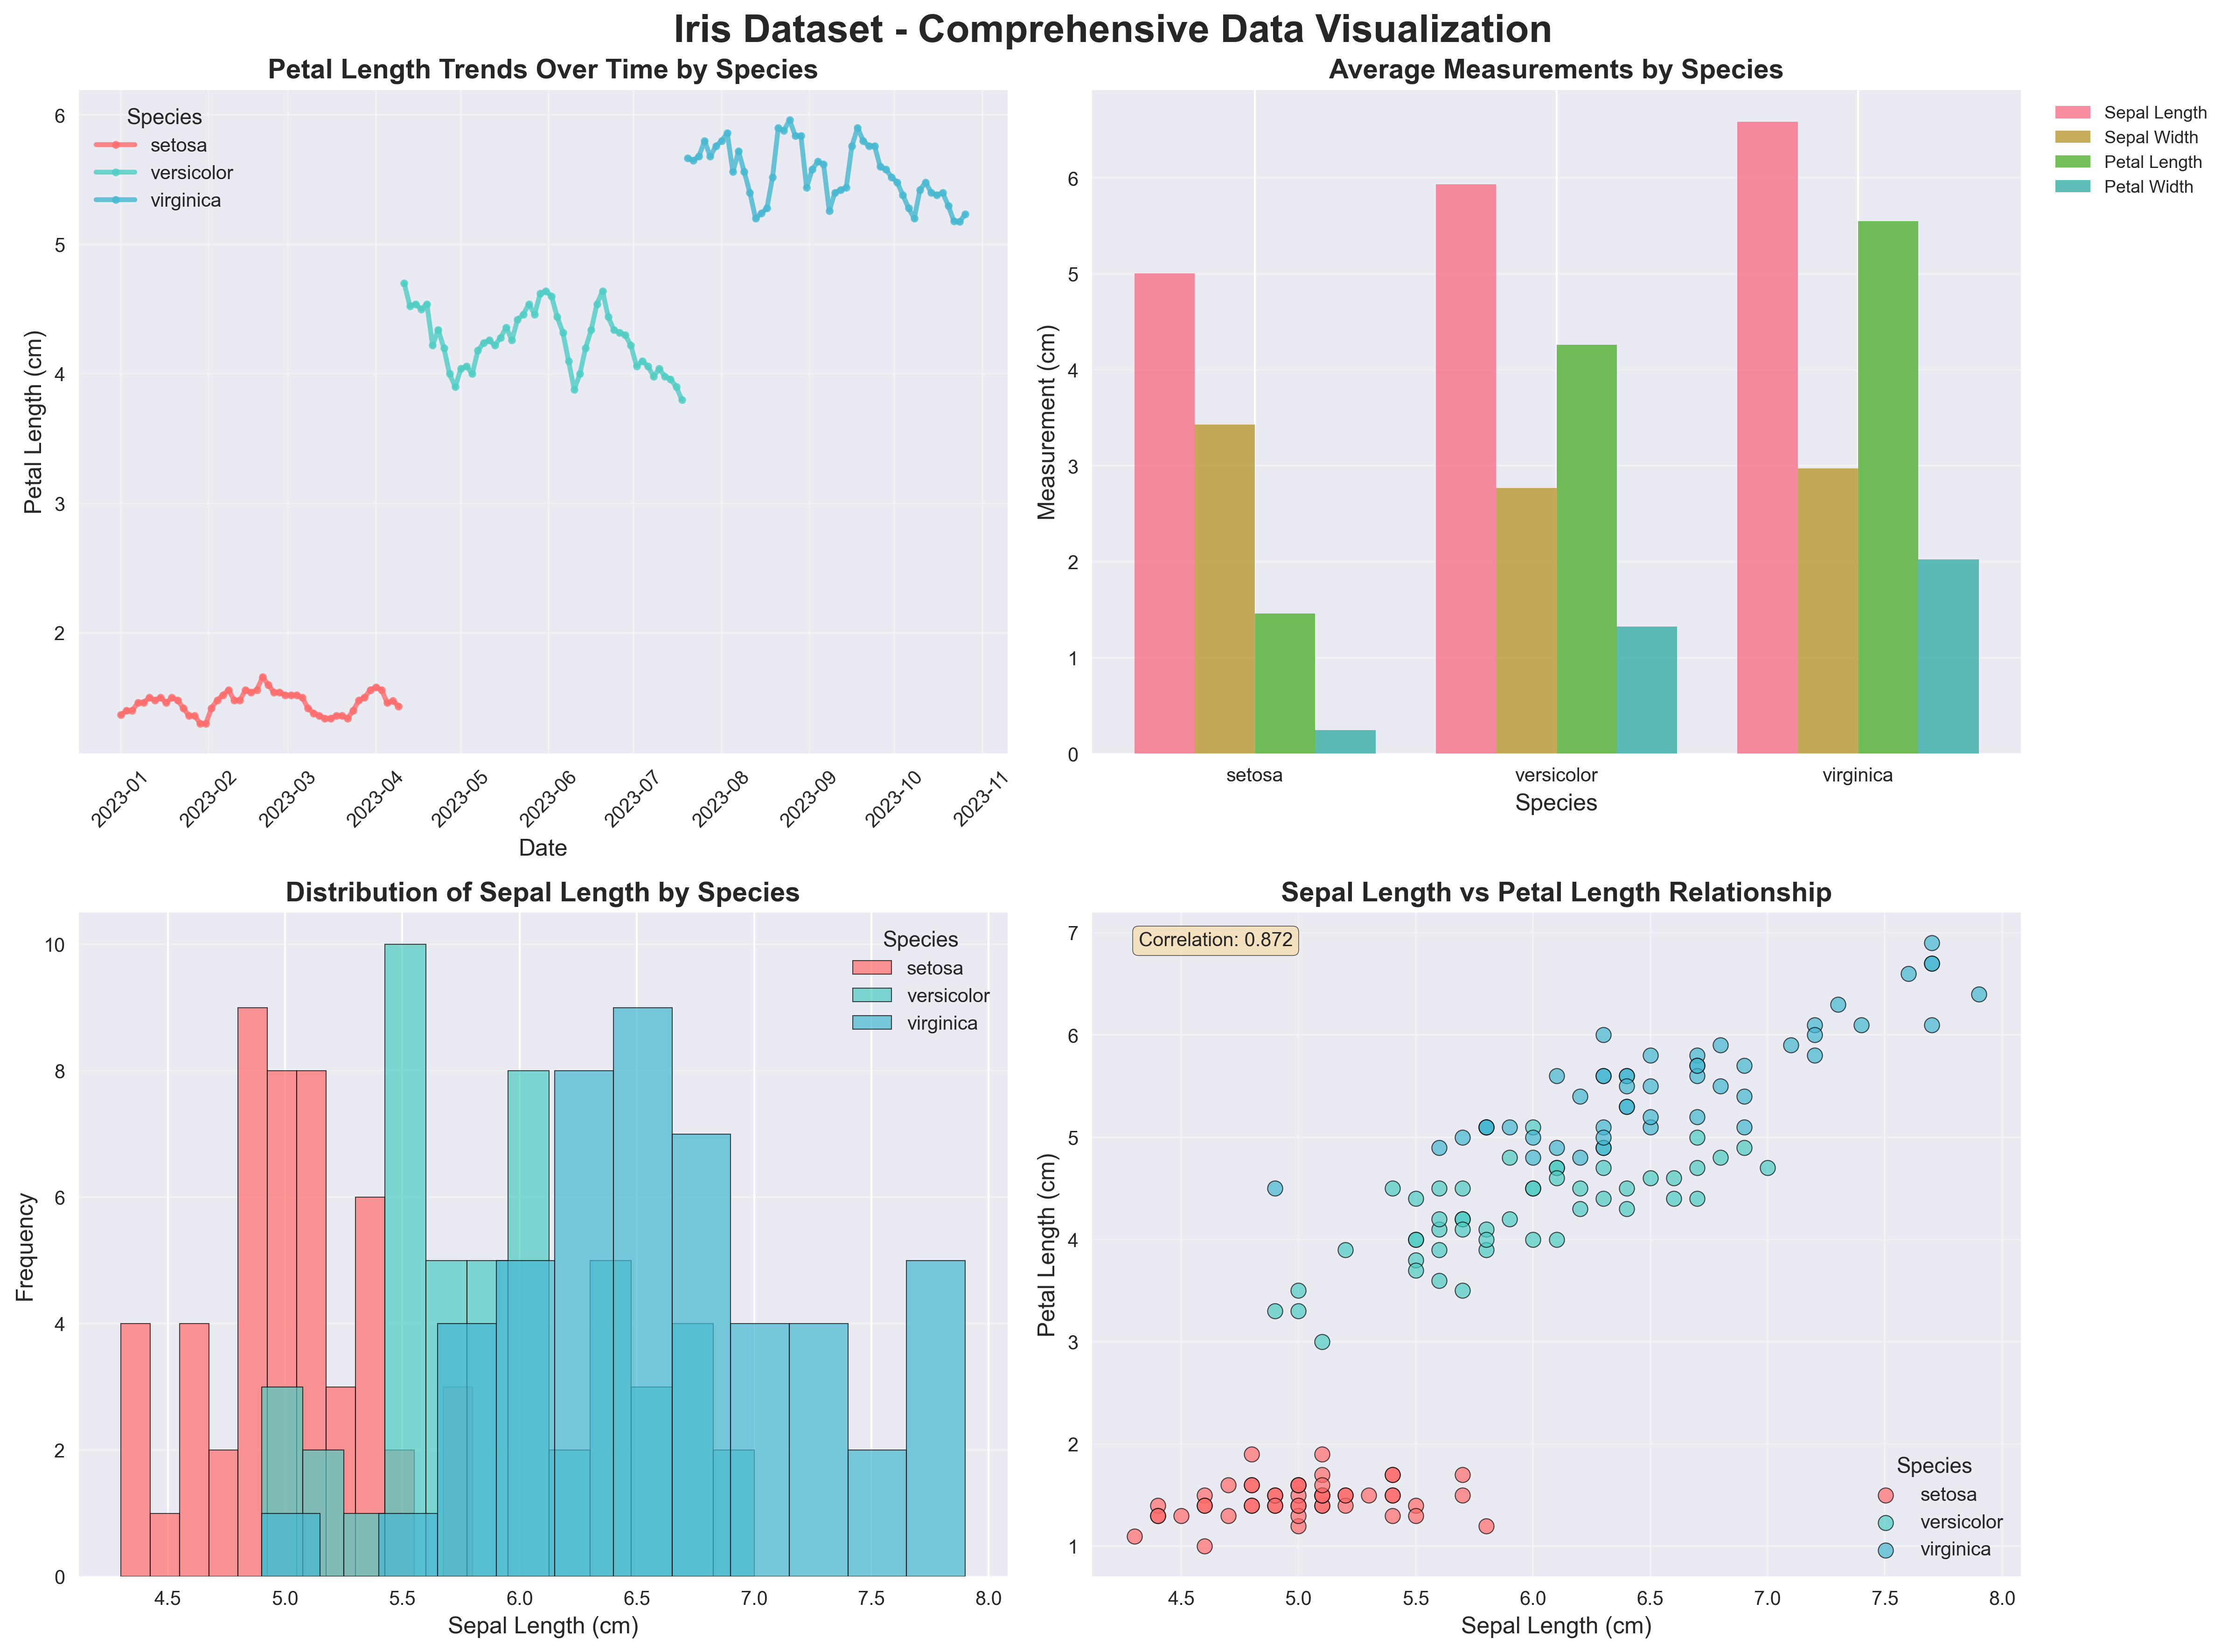 Iris Dataset - Comprehensive Data Visualization
Petal Length Trends Over Time by Species
Petal Length (cm)
6
5
4
3
2
Species
setosa
versicolor
virginica
2023-01
2023-02
2023-03
2023-04
2023-05
2023-06
2023-07
2023-08
2023-09
2023-10
2023-11
Date
Average Measurements by Species
Measurement (cm)
6
5
4
3
2
1
0
setosa
versicolor
virginica
Species
Sepal Length
Sepal Width
Petal Length
Petal Width
Distribution of Sepal Length by Species
Frequency
10
8
6
4
2
0
Species
setosa
versicolor
virginica
4.5
5.0
5.5
6.0
6.5
7.0
7.5
8.0
Sepal Length (cm)
Sepal Length vs Petal Length Relationship
Petal Length (cm)
7
6
5
4
3
2
1
Correlation: 0.872
Species
setosa
versicolor
virginica
4.5
5.0
5.5
6.0
6.5
7.0
7.5
8.0
Sepal Length (cm)